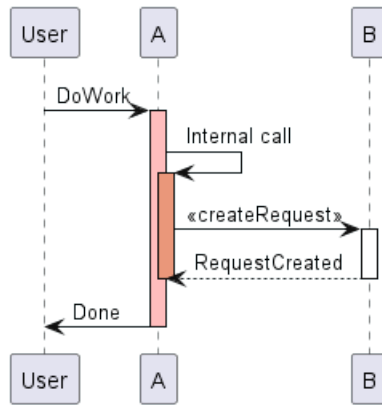 User A B
DoWork
Internal call
«createRequest»
RequestCreated
Done
User A B